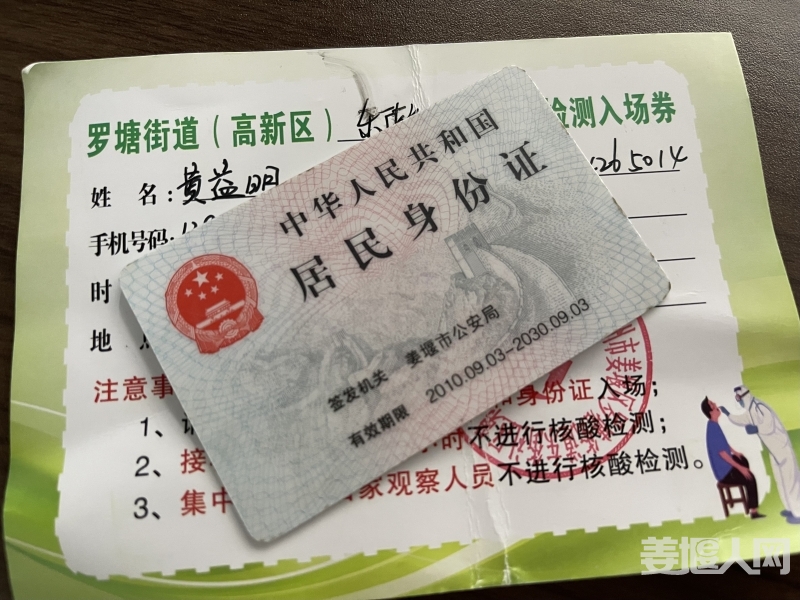 罗塘街道（高新区）东 检测入场券
姓 名：黄益明 265014
手机号码：
时
地
注意事 身份证入场；
1、
2、接 时不进行核酸检测；
3、集中 家观察人员不进行核酸检测。
中华人民共和国
居民身份证
签发机关 姜堰市公安局
有效期限 2010.09.03-2030.09.03
姜堰人网